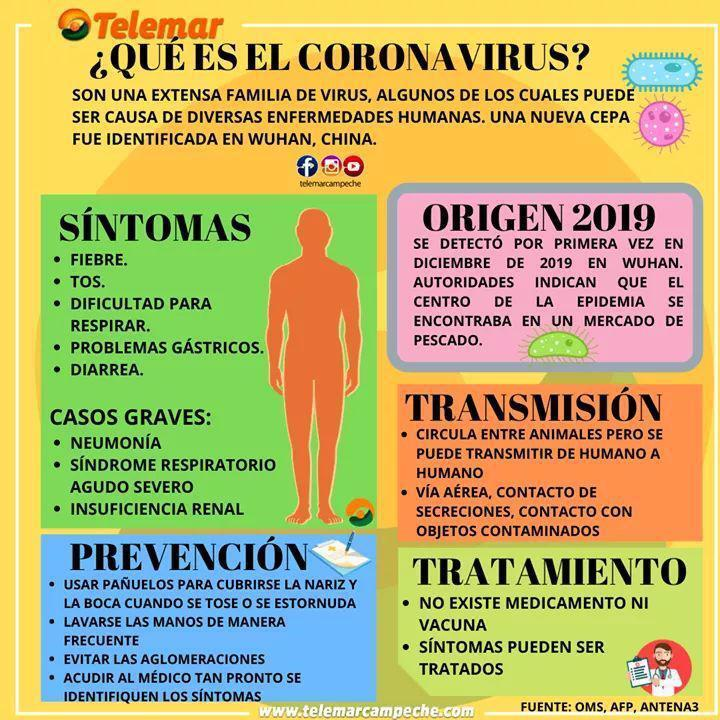 Telemar
¿QUÉ ES EL CORONAVIRUS?
SON UNA EXTENSA FAMILIA DE VIRUS, ALGUNOS DE LOS CUALES PUEDE
SER CAUSA DE DIVERSAS ENFERMEDADES HUMANAS. UNA NUEVA CEPA
FUE IDENTIFICADA EN WUHAN, CHINA.
telemarcampeche
SÍNTOMAS
• FIEBRE.
• TOS.
• DIFICULTAD PARA
RESPIRAR.
• PROBLEMAS GÁSTRICOS.
• DIARREA.
CASOS GRAVES:
• NEUMONÍA
• SÍNDROME RESPIRATORIO
AGUDO SEVERO
• INSUFICIENCIA RENAL
ORIGEN 2019
SE DETECTÓ POR PRIMERA VEZ EN
DICIEMBRE DE 2019 EN WUHAN.
AUTORIDADES INDICAN QUE EL
CENTRO DE LA EPIDEMIA SE
ENCONTRABA EN UN MERCADO DE
PESCADO.
TRANSMISIÓN
• CIRCULA ENTRE ANIMALES PERO SE
PUEDE TRANSMITIR DE HUMANO A
HUMANO
• VÍA AÉREA, CONTACTO DE
SECRECIONES, CONTACTO CON
OBJETOS CONTAMINADOS
PREVENCIÓN
• USAR PAÑUELOS PARA CUBRIRSE LA NARIZ Y
LA BOCA CUANDO SE TOSE O SE ESTORNUDA
• LAVARSE LAS MANOS DE MANERA
FRECUENTE
• EVITAR LAS AGLOMERACIONES
• ACUDIR AL MÉDICO TAN PRONTO SE
IDENTIFIQUEN LOS SÍNTOMAS
TRATAMIENTO
• NO EXISTE MEDICAMENTO NI
VACUNA
• SÍNTOMAS PUEDEN SER
TRATADOS
FUENTE: OMS, AFP, ANTENA3
www.telemarcampeche.com